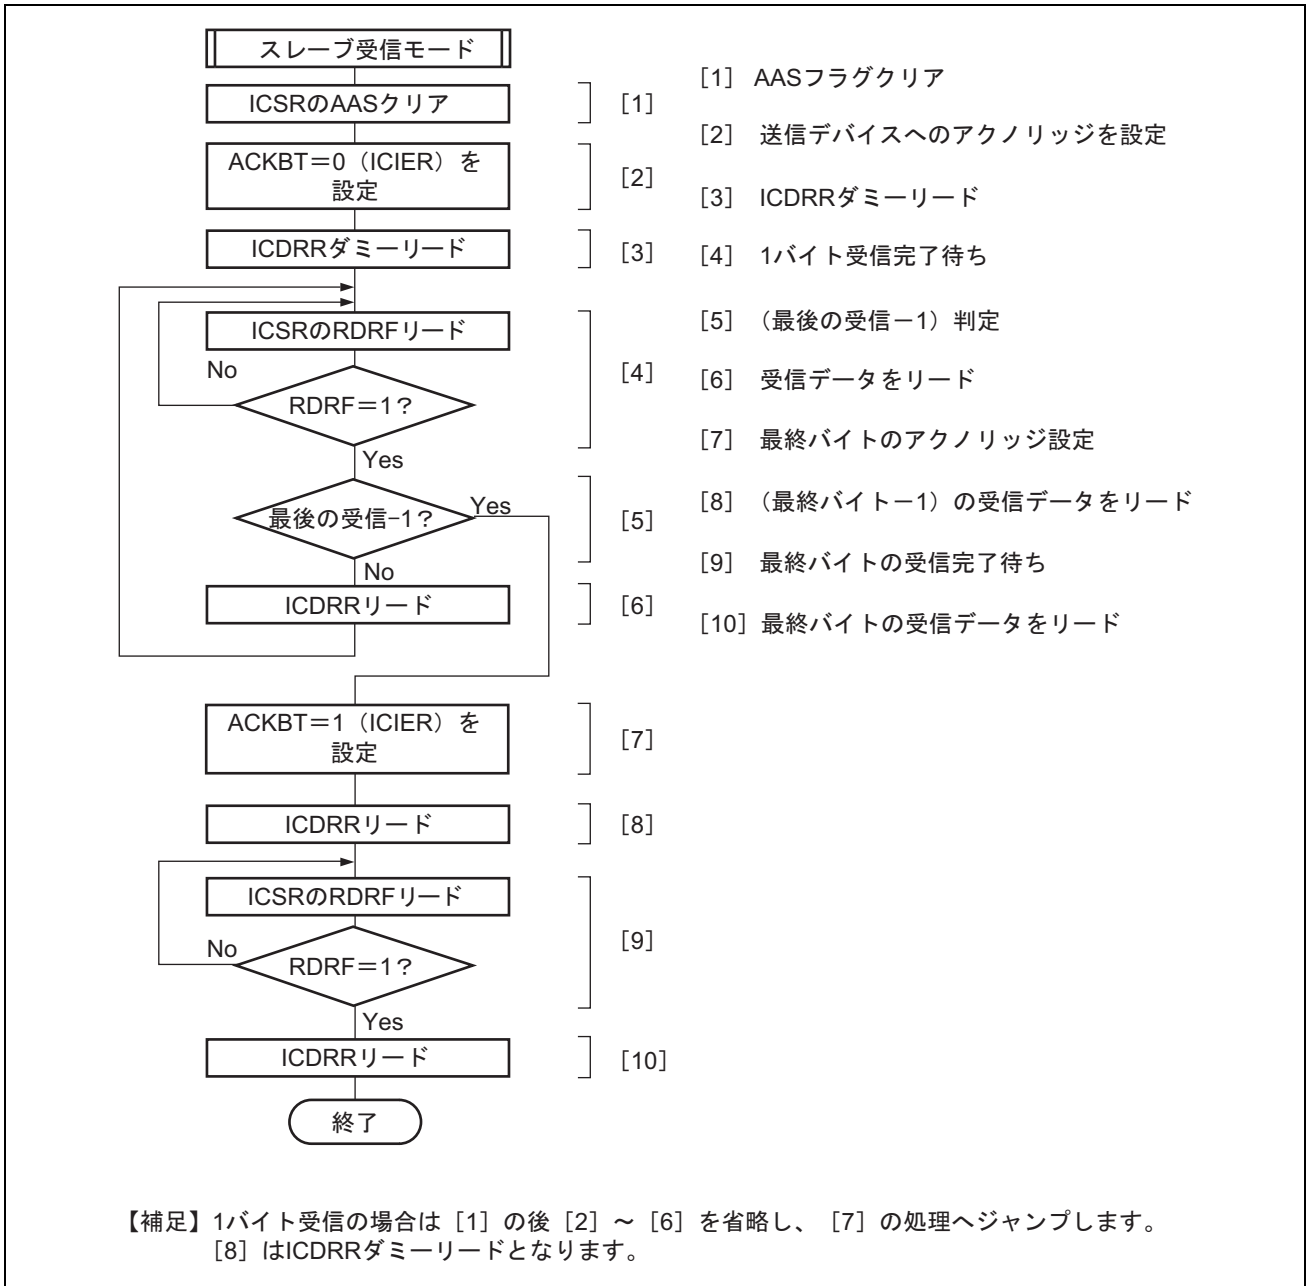 スレーブ受信モード
ICSRのAASクリア
[1]
ACKBT=0(ICIER)を
設定
[2]
ICDRRダミーリード
[3]
ICSRのRDRFリード
No
RDRF=1?
[4]
Yes
最後の受信-1?
Yes
[5]
No
ICDRRリード
[6]
ACKBT=1(ICIER)を
設定
[7]
ICDRRリード
[8]
ICSRのRDRFリード
No
RDRF=1?
[9]
Yes
ICDRRリード
[10]
終了
[1] AASフラグクリア
[2] 送信デバイスへのアクノリッジを設定
[3] ICDRRダミーリード
[4] 1バイト受信完了待ち
[5] (最後の受信-1)判定
[6] 受信データをリード
[7] 最終バイトのアクノリッジ設定
[8] (最終バイト-1)の受信データをリード
[9] 最終バイトの受信完了待ち
[10] 最終バイトの受信データをリード
【補足】1バイト受信の場合は[1]の後[2]~[6]を省略し、[7]の処理へジャンプします。
[8]はICDRRダミーリードとなります。